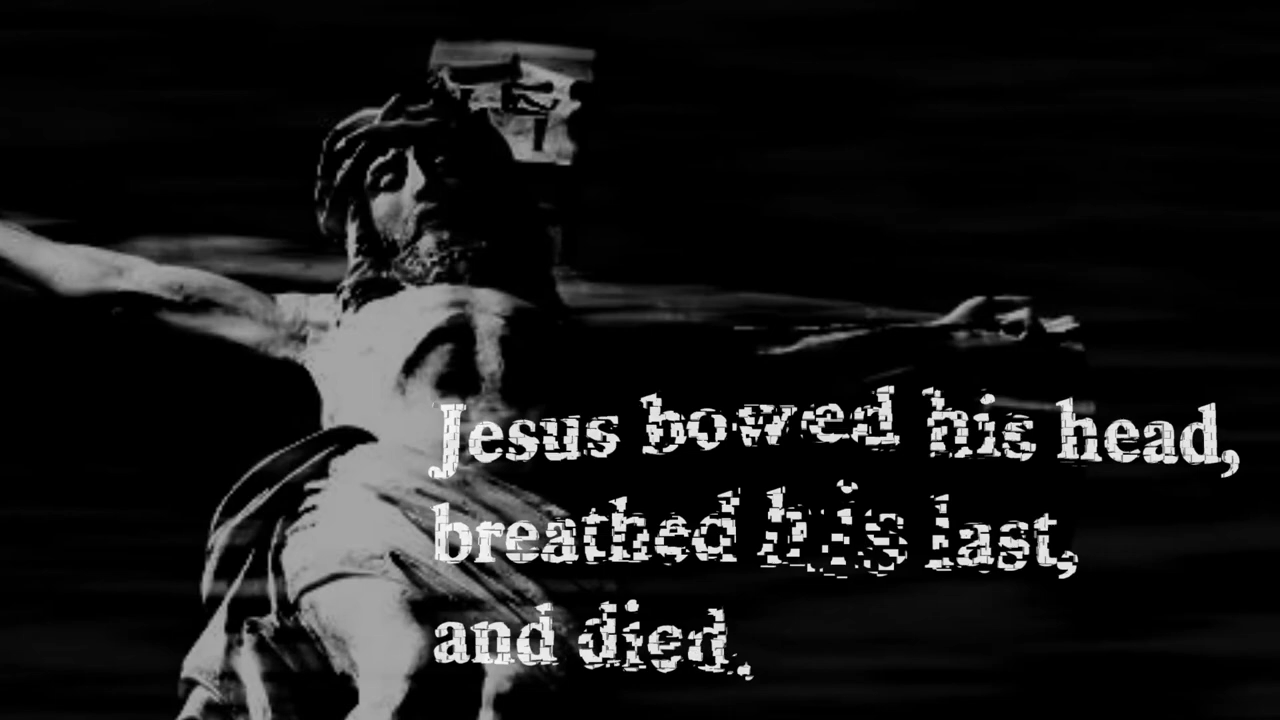 Jesus bowed his head,
breathed his last,
and died.